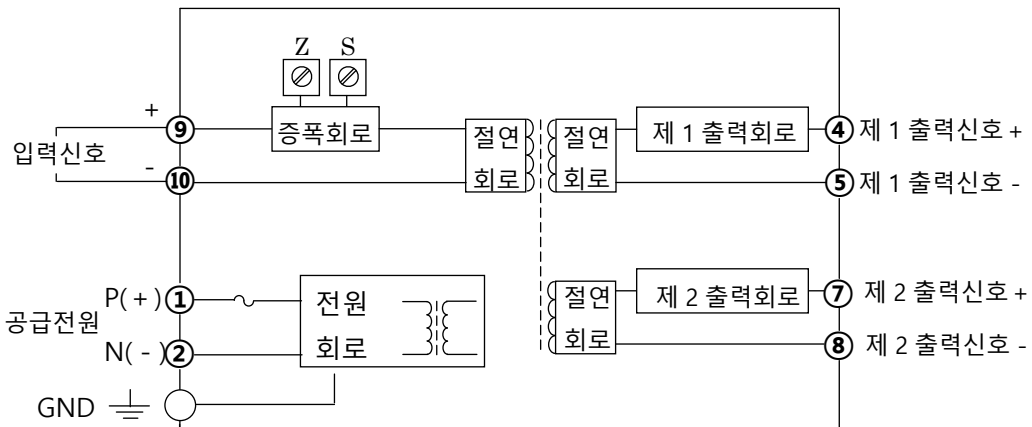 Z S
+
⑨ 증폭회로 절연 회로 절연 회로 제 1 출력회로 ④ 제 1 출력신호 +
입력신호
-
⑩ ⑤ 제 1 출력신호 -
P( + ) ① 전원 회로 절연 회로 제 2 출력회로 ⑦ 제 2 출력신호 +
공급전원
N( - ) ② ⑧ 제 2 출력신호 -
GND